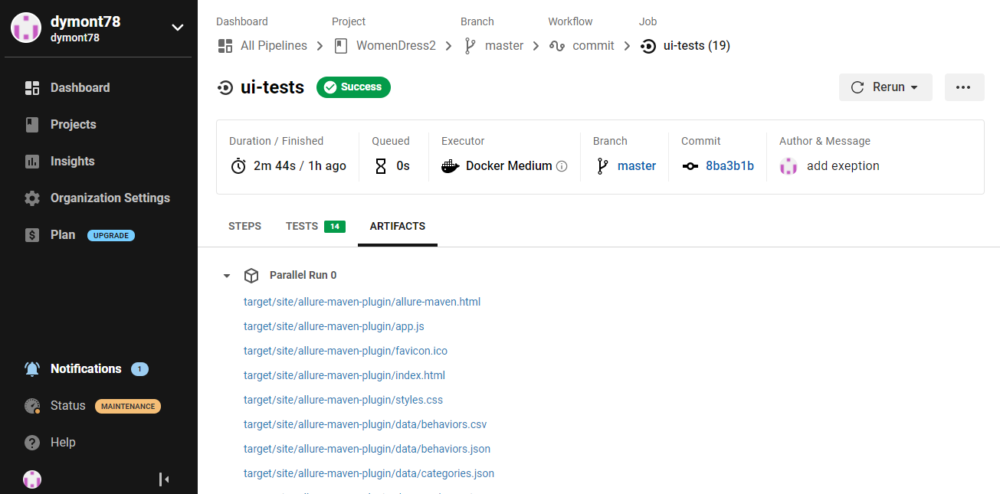 dymont78
dymont78
Dashboard
Projects
Insights
Organization Settings
Plan UPGRADE
Notifications 1
Status MAINTENANCE
Help
Dashboard Project Branch Workflow Job
All Pipelines WomenDress2 master commit ui-tests (19)
ui-tests Success Rerun
Duration / Finished Queued Executor Branch Commit Author & Message
2m 44s / 1h ago 0s Docker Medium master 8ba3b1b add exeption
STEPS TESTS 14 ARTIFACTS
Parallel Run 0
target/site/allure-maven-plugin/allure-maven.html
target/site/allure-maven-plugin/app.js
target/site/allure-maven-plugin/favicon.ico
target/site/allure-maven-plugin/index.html
target/site/allure-maven-plugin/styles.css
target/site/allure-maven-plugin/data/behaviors.csv
target/site/allure-maven-plugin/data/behaviors.json
target/site/allure-maven-plugin/data/categories.json